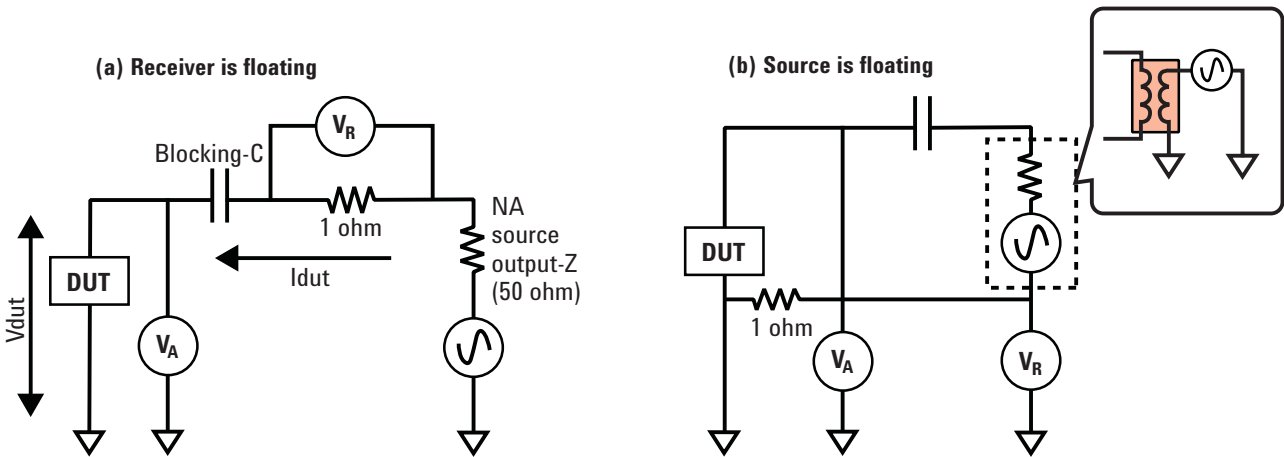 (a) Receiver is floating
VR
Blocking-C
1 ohm
NA
source
output-Z
(50 ohm)
Idut
Vdut
DUT
VA
(b) Source is floating
DUT
1 ohm
VA
VR